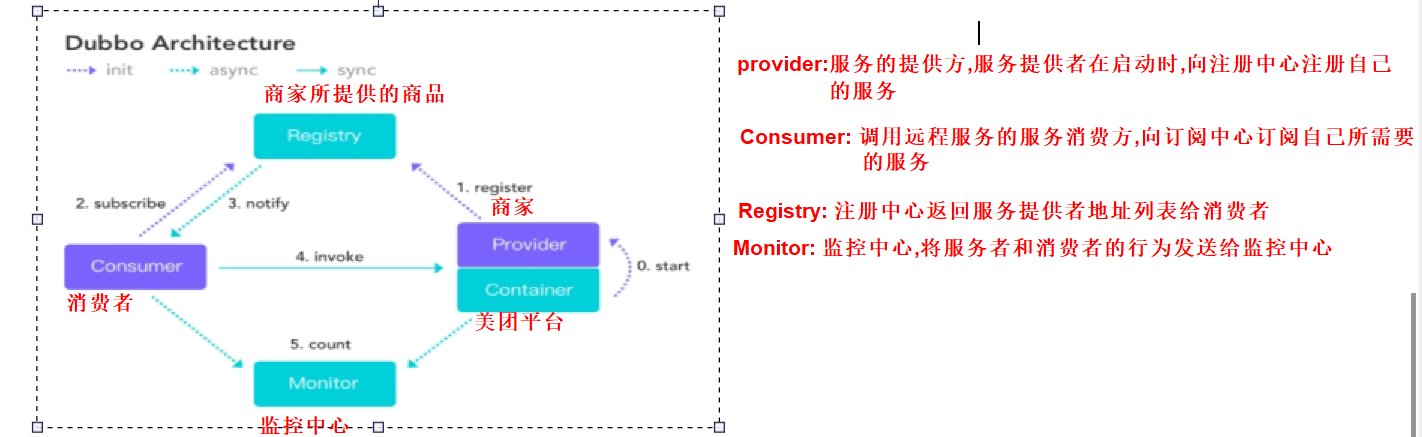 Dubbo Architecture
init async sync
商家所提供的商品
Registry
1. register
2. subscribe
3. notify
商家
Provider
0. start
4. invoke
Consumer
Container
消费者
美团平台
5. count
Monitor
监控中心
provider:服务的提供方,服务提供者在启动时,向注册中心注册自己
的服务
Consumer: 调用远程服务的服务消费方,向订阅中心订阅自己所需要
的服务
Registry: 注册中心返回服务提供者地址列表给消费者
Monitor: 监控中心,将服务者和消费者的行为发送给监控中心